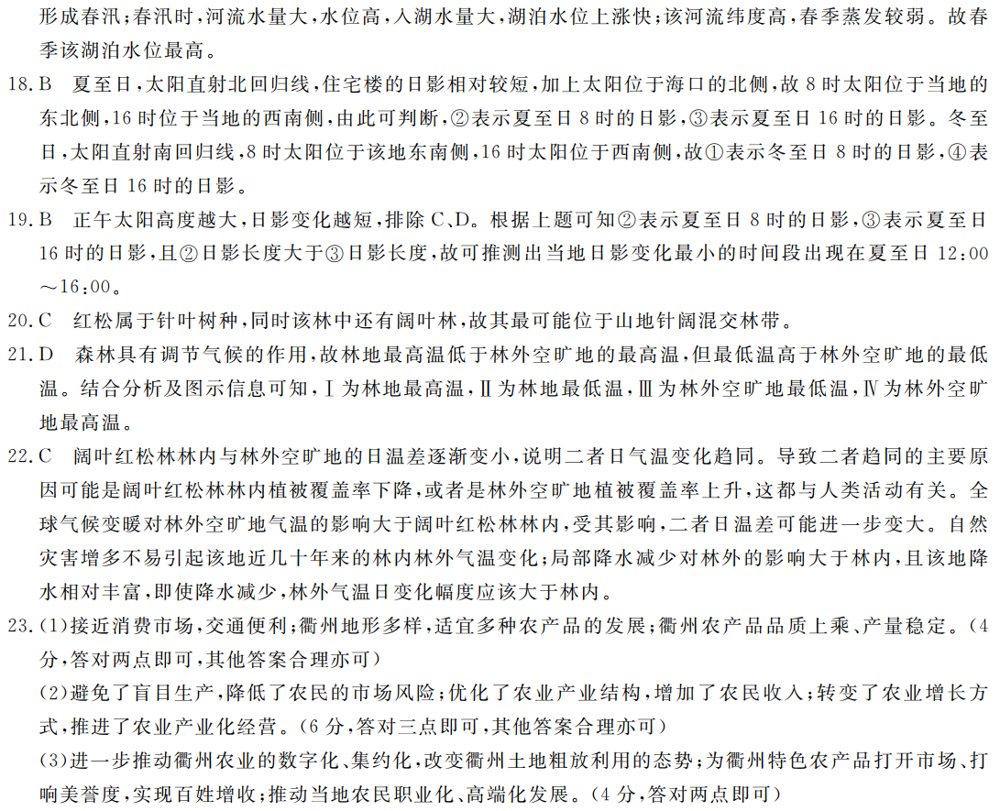 形成春汛;春汛时,河流水量大,水位高,入湖水量大,湖泊水位上涨快;该河流纬度高,春季蒸发较弱。故春
季该湖泊水位最高。
18. B 夏至日,太阳直射北回归线,住宅楼的日影相对较短,加上太阳位于海口的北侧,故 8 时太阳位于当地的
东北侧,16 时位于当地的西南侧,由此可判断,②表示夏至日 8 时的日影,③表示夏至日 16 时的日影。冬至
日,太阳直射南回归线,8 时太阳位于该地东南侧,16 时太阳位于西南侧,故①表示冬至日 8 时的日影,④表
示冬至日 16 时的日影。
19. B 正午太阳高度越大,日影变化越短,排除 C、D。根据上题可知②表示夏至日 8 时的日影,③表示夏至日
16 时的日影,且②日影长度大于③日影长度,故可推测出当地日影变化最小的时间段出现在夏至日 12:00
～16:00。
20. C 红松属于针叶树种,同时该林中还有阔叶林,故其最可能位于山地针阔混交林带。
21. D 森林具有调节气候的作用,故林地最高温低于林外空旷地的最高温,但最低温高于林外空旷地的最低
温。结合分析及图示信息可知,Ⅰ为林地最高温,Ⅱ为林地最低温,Ⅲ为林外空旷地最低温,Ⅳ为林外空旷
地最高温。
22. C 阔叶红松林林内与林外空旷地的日温差逐渐变小,说明二者日气温变化趋同。导致二者趋同的主要原
因可能是阔叶红松林林内植被覆盖率下降,或者是林外空旷地植被覆盖率上升,这都与人类活动有关。全
球气候变暖对林外空旷地气温的影响大于阔叶红松林林内,受其影响,二者日温差可能进一步变大。自然
灾害增多不易引起该地近几十年来的林内林外气温变化;局部降水减少对林外的影响大于林内,且该地降
水相对丰富,即使降水减少,林外气温日变化幅度应该大于林内。
23. (1)接近消费市场,交通便利;衢州地形多样,适宜多种农产品的发展;衢州农产品品质上乘、产量稳定。(4
分,答对两点即可,其他答案合理亦可)
(2)避免了盲目生产,降低了农民的市场风险;优化了农业产业结构,增加了农民收入;转变了农业增长方
式,推进了农业产业化经营。(6 分,答对三点即可,其他答案合理亦可)
(3)进一步推动衢州农业的数字化、集约化,改变衢州土地粗放利用的态势;为衢州特色农产品打开市场、打
响美誉度,实现百姓增收;推动当地农民职业化、高端化发展。(4 分,答对两点即可)